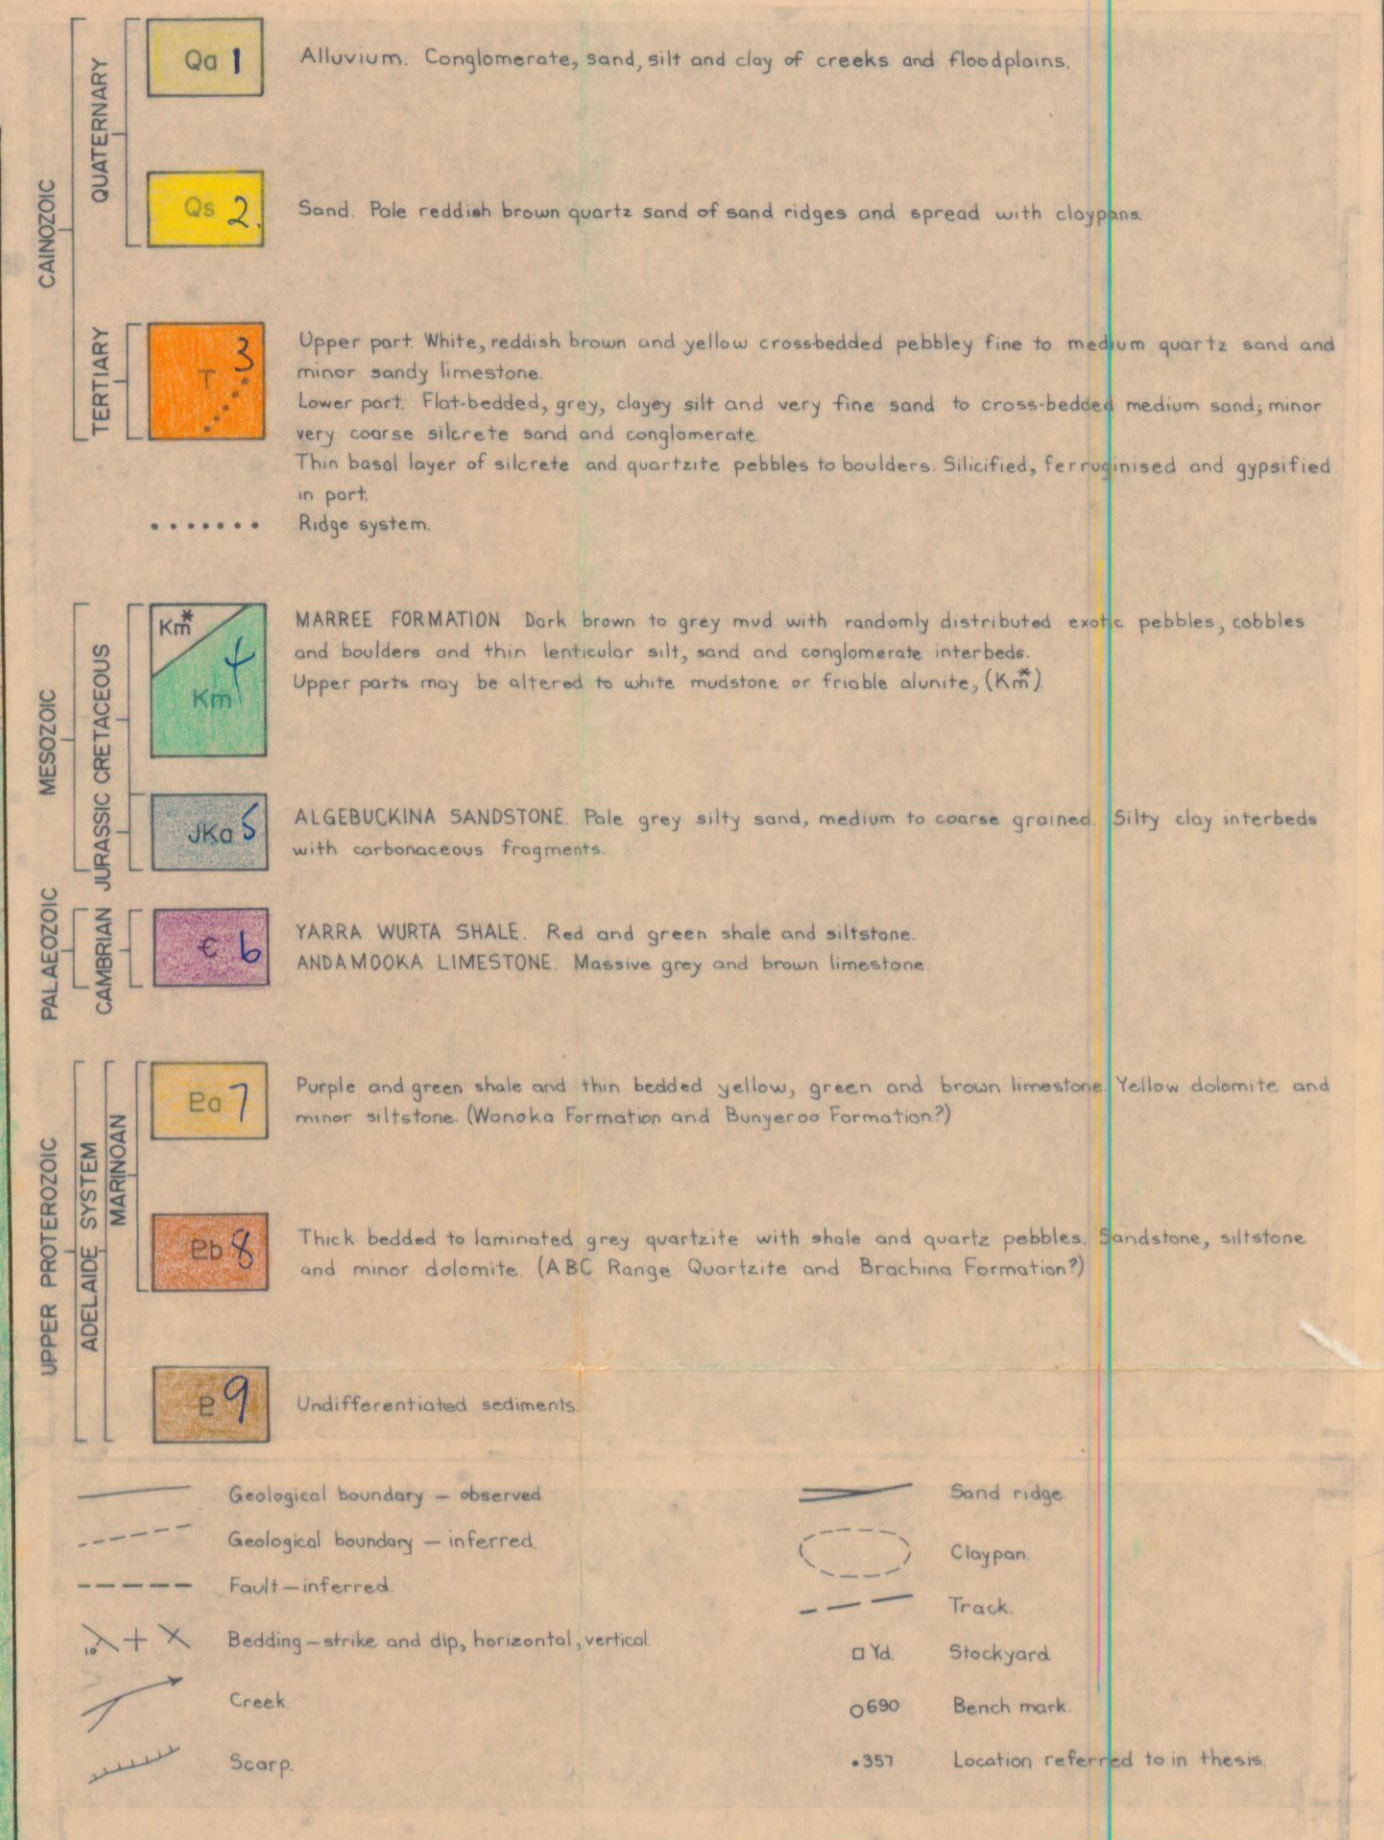 CAINOZOIC
QUATERNARY
Qa 1
Alluvium. Conglomerate, sand, silt and clay of creeks and floodplains.
Qs 2.
Sand. Pale reddish brown quartz sand of sand ridges and spread with claypans.
TERTIARY
T 3
Upper part. White, reddish brown and yellow crossbedded pebbley fine to medium quartz sand and
minor sandy limestone.
Lower part. Flat-bedded, grey, clayey silt and very fine sand to cross-bedded medium sand; minor
very coarse silcrete sand and conglomerate.
Thin basal layer of silcrete and quartzite pebbles to boulders. Silicified, ferruginised and gypsified
in part.
Ridge system.
MESOZOIC
CRETACEOUS
Km*
Km 4
MARREE FORMATION. Dark brown to grey mud with randomly distributed exotic pebbles, cobbles
and boulders and thin lenticular silt, sand and conglomerate interbeds.
Upper parts may be altered to white mudstone or friable alunite, (Km*).
JURASSIC
JKa 5
ALGEBUCKINA SANDSTONE. Pale grey silty sand, medium to coarse grained. Silty clay interbeds
with carbonaceous fragments.
PALAEOZOIC
CAMBRIAN
Є 6
YARRA WURTA SHALE. Red and green shale and siltstone.
ANDAMOOKA LIMESTONE. Massive grey and brown limestone.
UPPER PROTEROZOIC
ADELAIDE SYSTEM
MARINOAN
Pa 7
Purple and green shale and thin bedded yellow, green and brown limestone. Yellow dolomite and
minor siltstone. (Wonoka Formation and Bunyeroo Formation?)
Pb 8
Thick bedded to laminated grey quartzite with shale and quartz pebbles. Sandstone, siltstone
and minor dolomite. (ABC Range Quartzite and Brachina Formation?)
P 9
Undifferentiated sediments.
Geological boundary — observed.
Geological boundary — inferred.
Fault — inferred.
10 Bedding — strike and dip, horizontal, vertical.
Creek.
Scarp.
Sand ridge.
Claypan.
Track.
Yd. Stockyard
690 Bench mark.
.357 Location referred to in thesis.